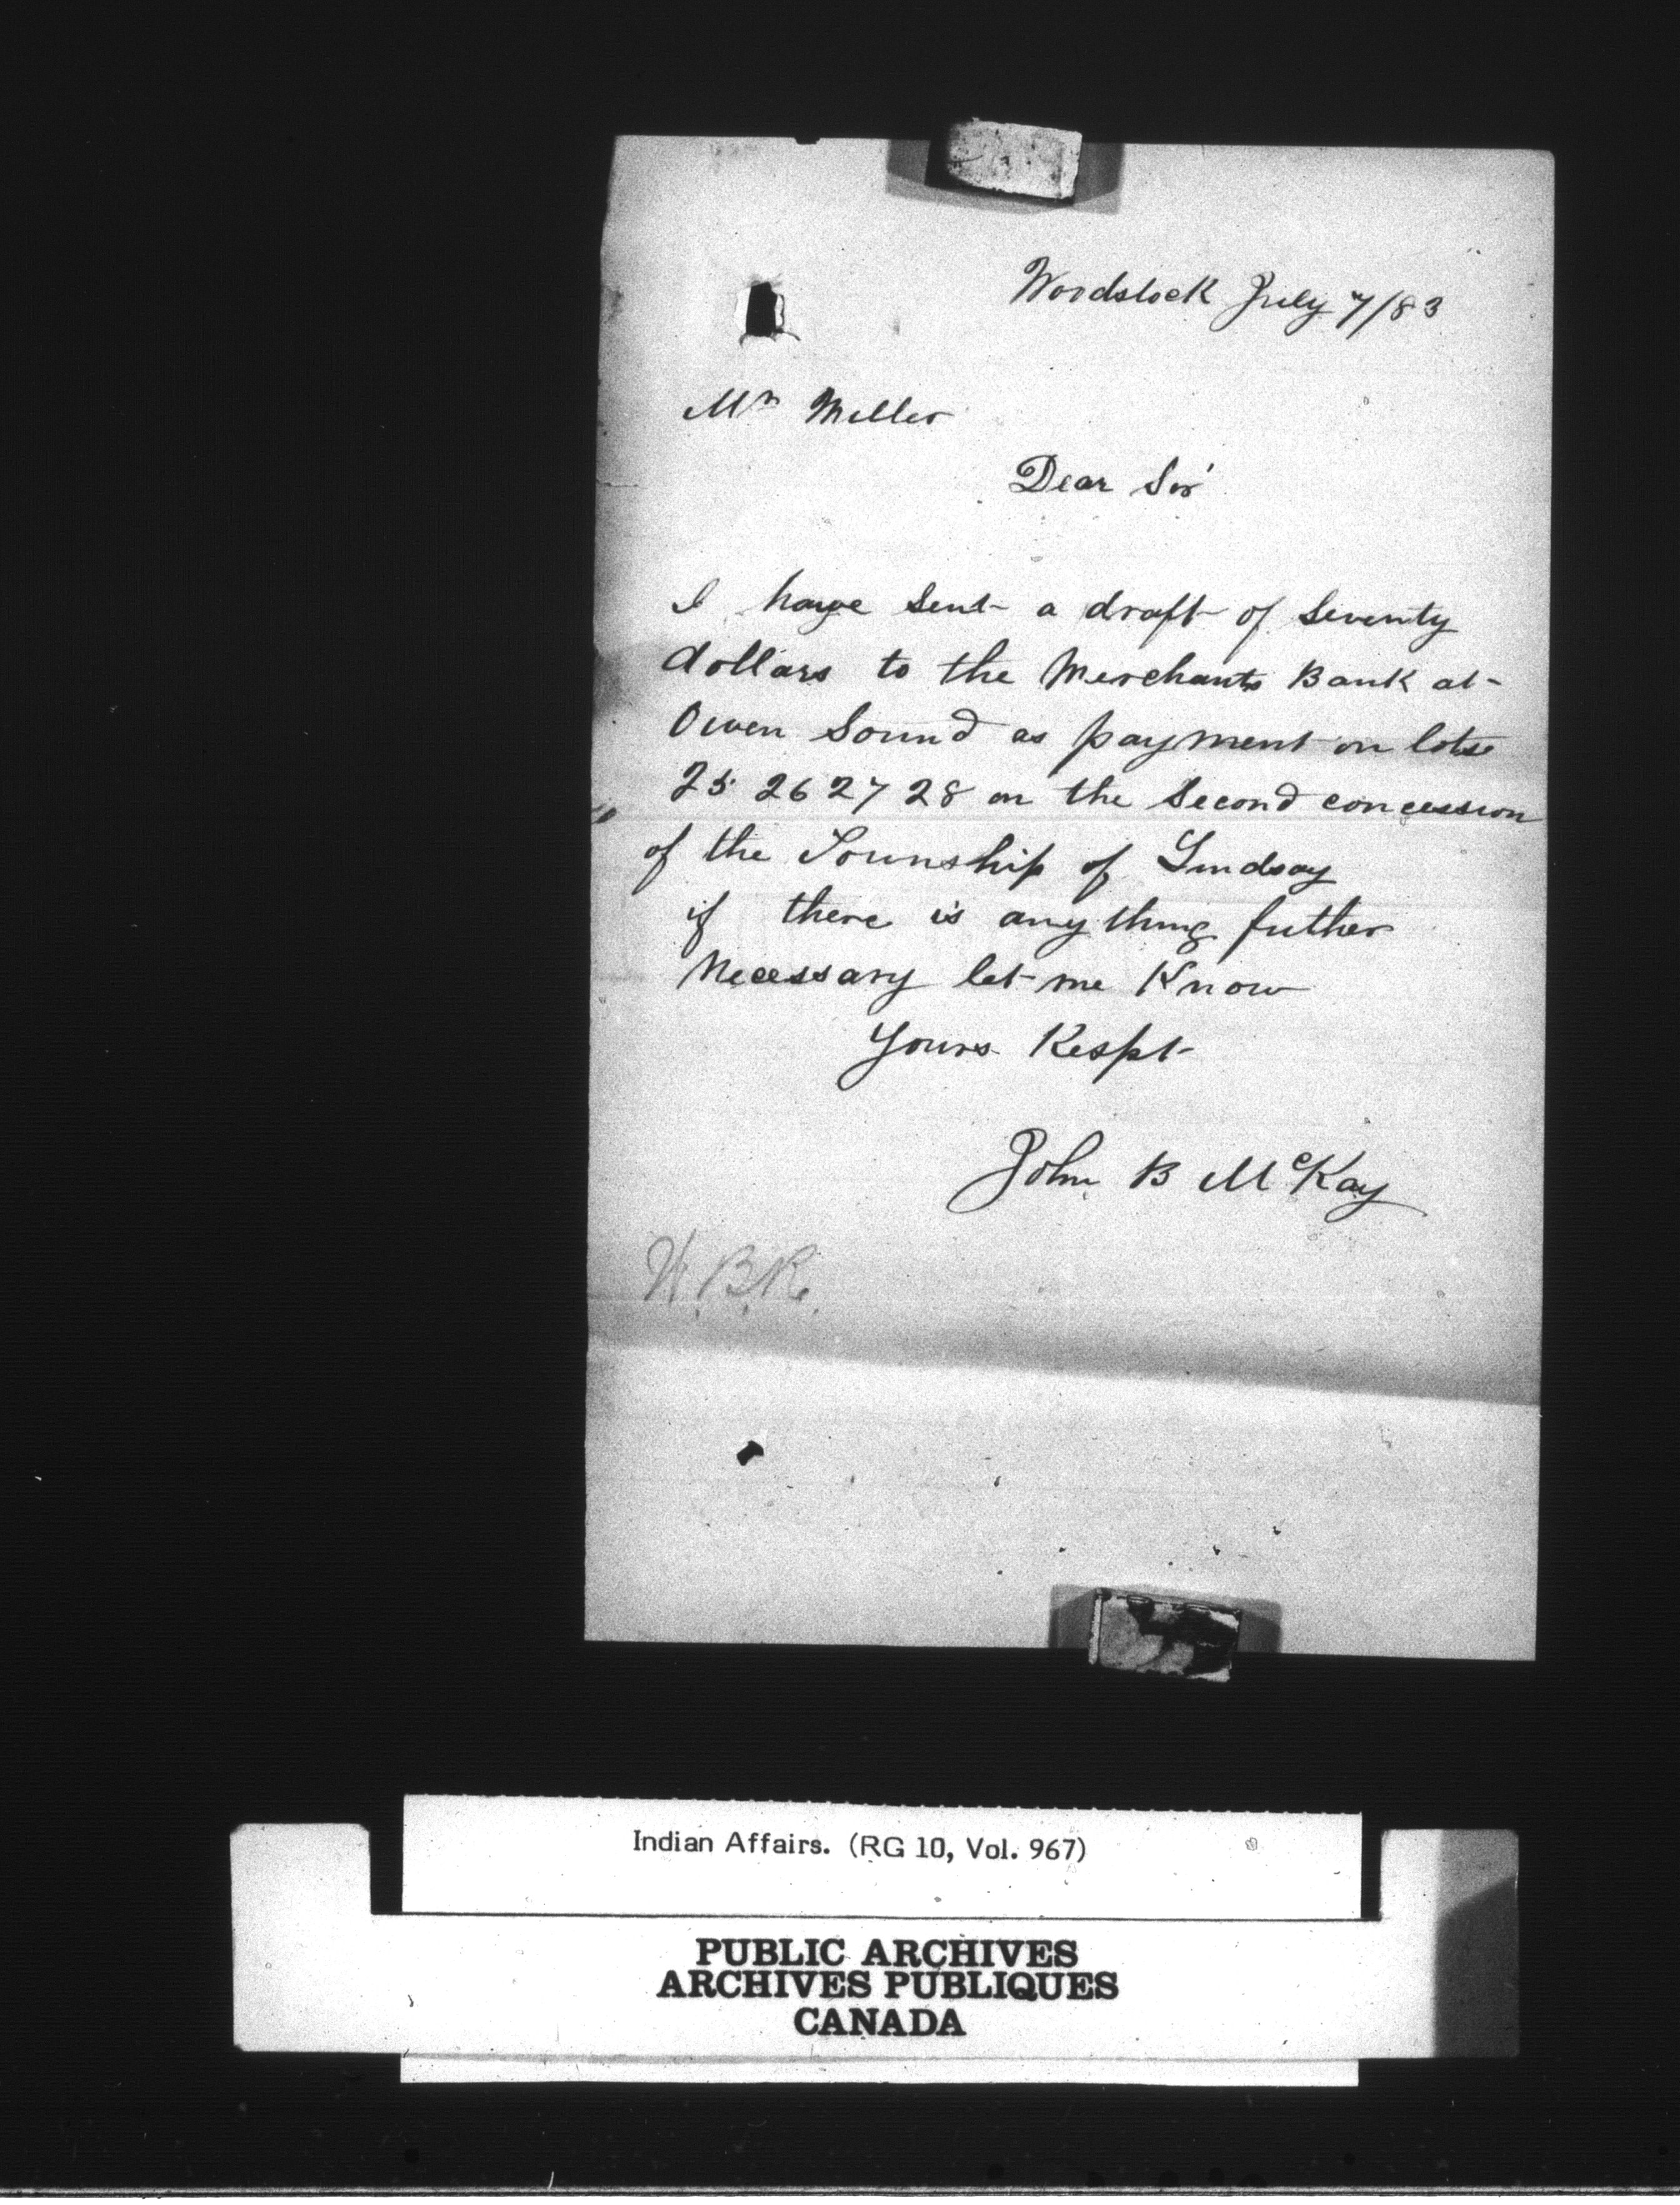 Woodstock July 7/83
Mr Miller
Dear Sir
I have sent a draft of seventy
dollars to the Merchants Bank at
Owen Sound as payment on lots
25 26 27 28 on the second concession
of the Township of Lindsay
if there is any thing futher
necessary let me Know
Yours Respt
John B McKay
W.B.R.
Indian Affairs. (RG 10, Vol. 967)
PUBLIC ARCHIVES
ARCHIVES PUBLIQUES
CANADA